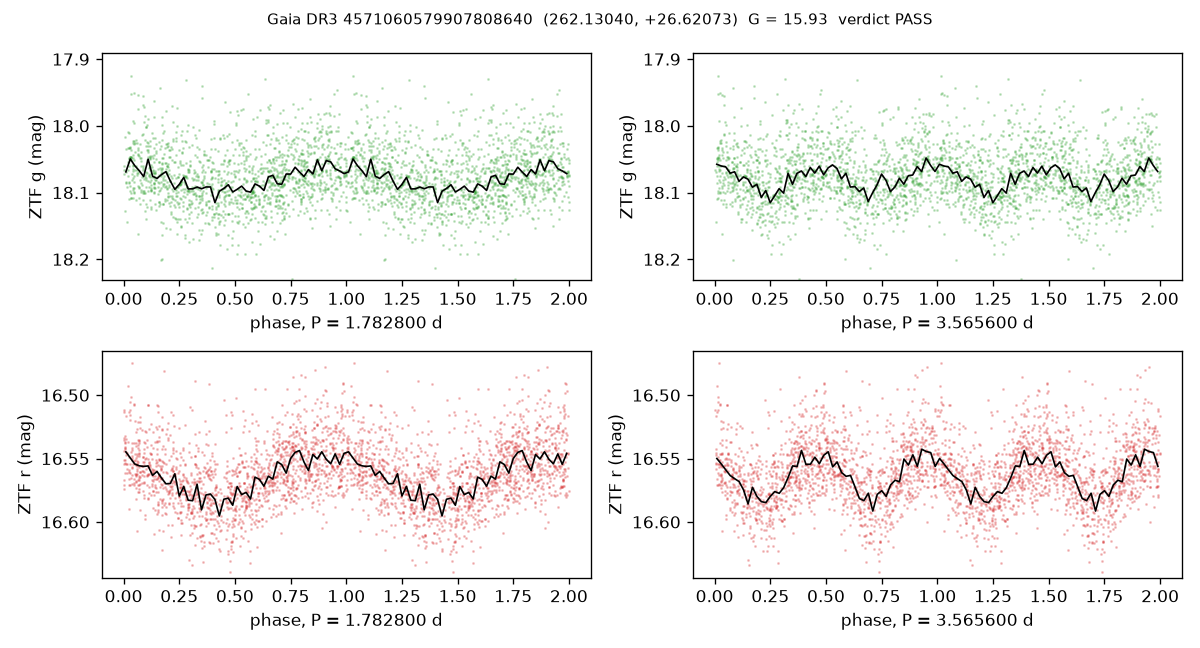 Gaia DR3 4571060579907808640  (262.13040, +26.62073)  G = 15.93  verdict PASS
ZTF g (mag)
17.9
18.0
18.1
18.2
0.00 0.25 0.50 0.75 1.00 1.25 1.50 1.75 2.00
phase, P = 1.782800 d
ZTF g (mag)
17.9
18.0
18.1
18.2
0.00 0.25 0.50 0.75 1.00 1.25 1.50 1.75 2.00
phase, P = 3.565600 d
ZTF r (mag)
16.50
16.55
16.60
0.00 0.25 0.50 0.75 1.00 1.25 1.50 1.75 2.00
phase, P = 1.782800 d
ZTF r (mag)
16.50
16.55
16.60
0.00 0.25 0.50 0.75 1.00 1.25 1.50 1.75 2.00
phase, P = 3.565600 d